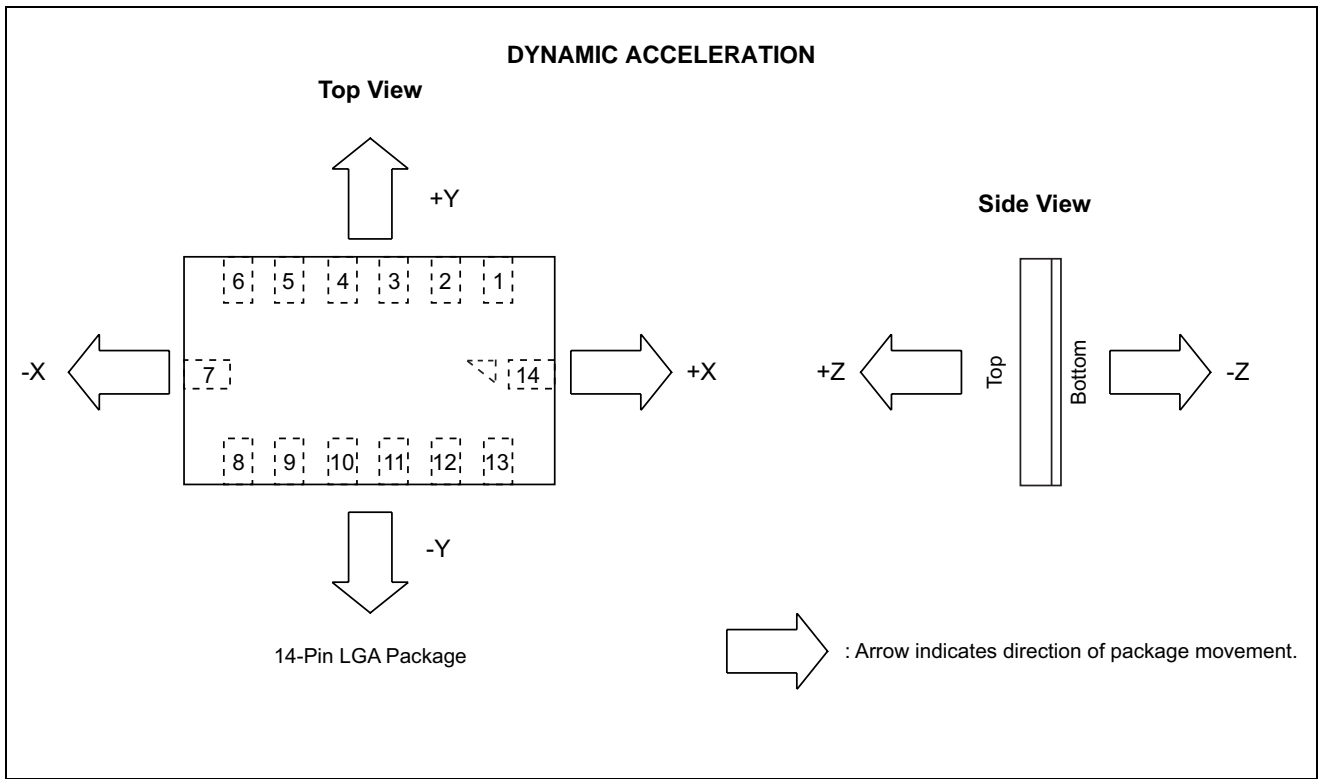 DYNAMIC ACCELERATION
Top View
+Y
Side View
6 5 4 3 2 1
-X
7
14
+X
+Z
Top
Bottom
-Z
8 9 10 11 12 13
-Y
14-Pin LGA Package
: Arrow indicates direction of package movement.